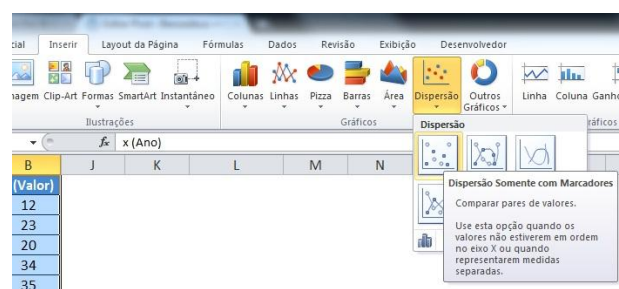 cial Inserir Layout da Página Fórmulas Dados Revisão Exibição Desenvolvedor
nagem Clip-Art Formas SmartArt Instantâneo Colunas Linhas Pizza Barras Área Dispersão Outros Gráficos Linha Coluna Ganho
Ilustrações Gráficos ráficos
Dispersão
fx x (Ano)
B J K L M N
(Valor)
12
23
20
34
35
Dispersão Somente com Marcadores
Comparar pares de valores.
Use esta opção quando os
valores não estiverem em ordem
no eixo X ou quando
representarem medidas
separadas.